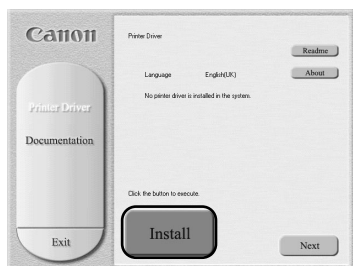 Canon
Printer Driver
Readme
Language English(UK)
About
No printer driver is installed in the system.
Printer Driver
Documentation
Click the button to execute.
Install
Exit
Next